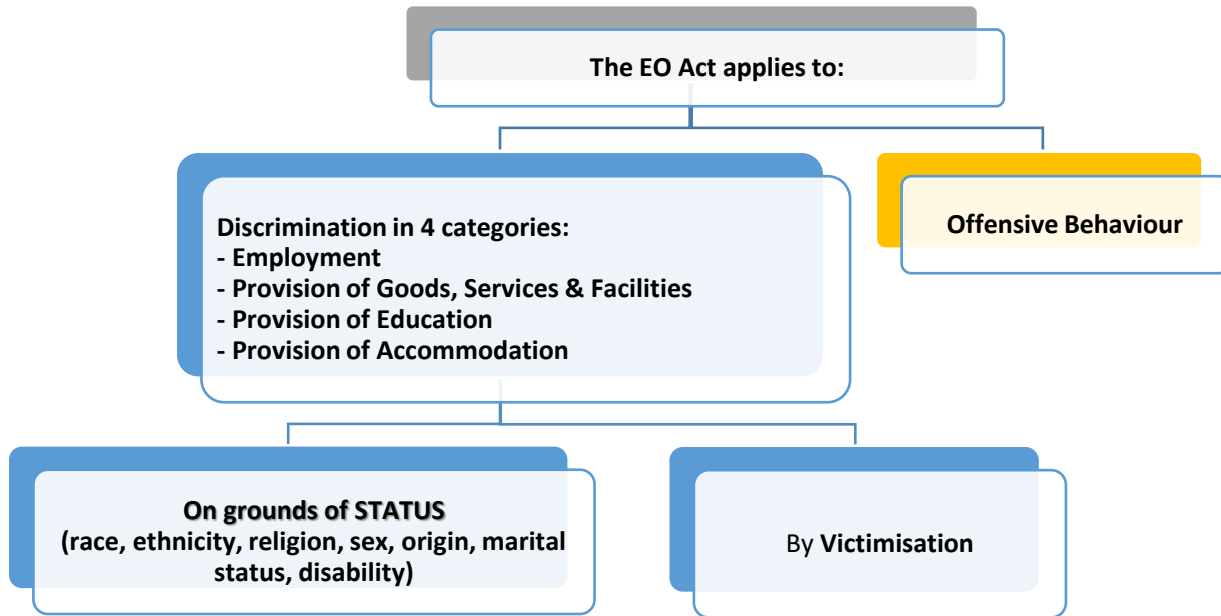 The EO Act applies to:
Discrimination in 4 categories:
- Employment
- Provision of Goods, Services & Facilities
- Provision of Education
- Provision of Accommodation
Offensive Behaviour
On grounds of STATUS
(race, ethnicity, religion, sex, origin, marital
status, disability)
By Victimisation